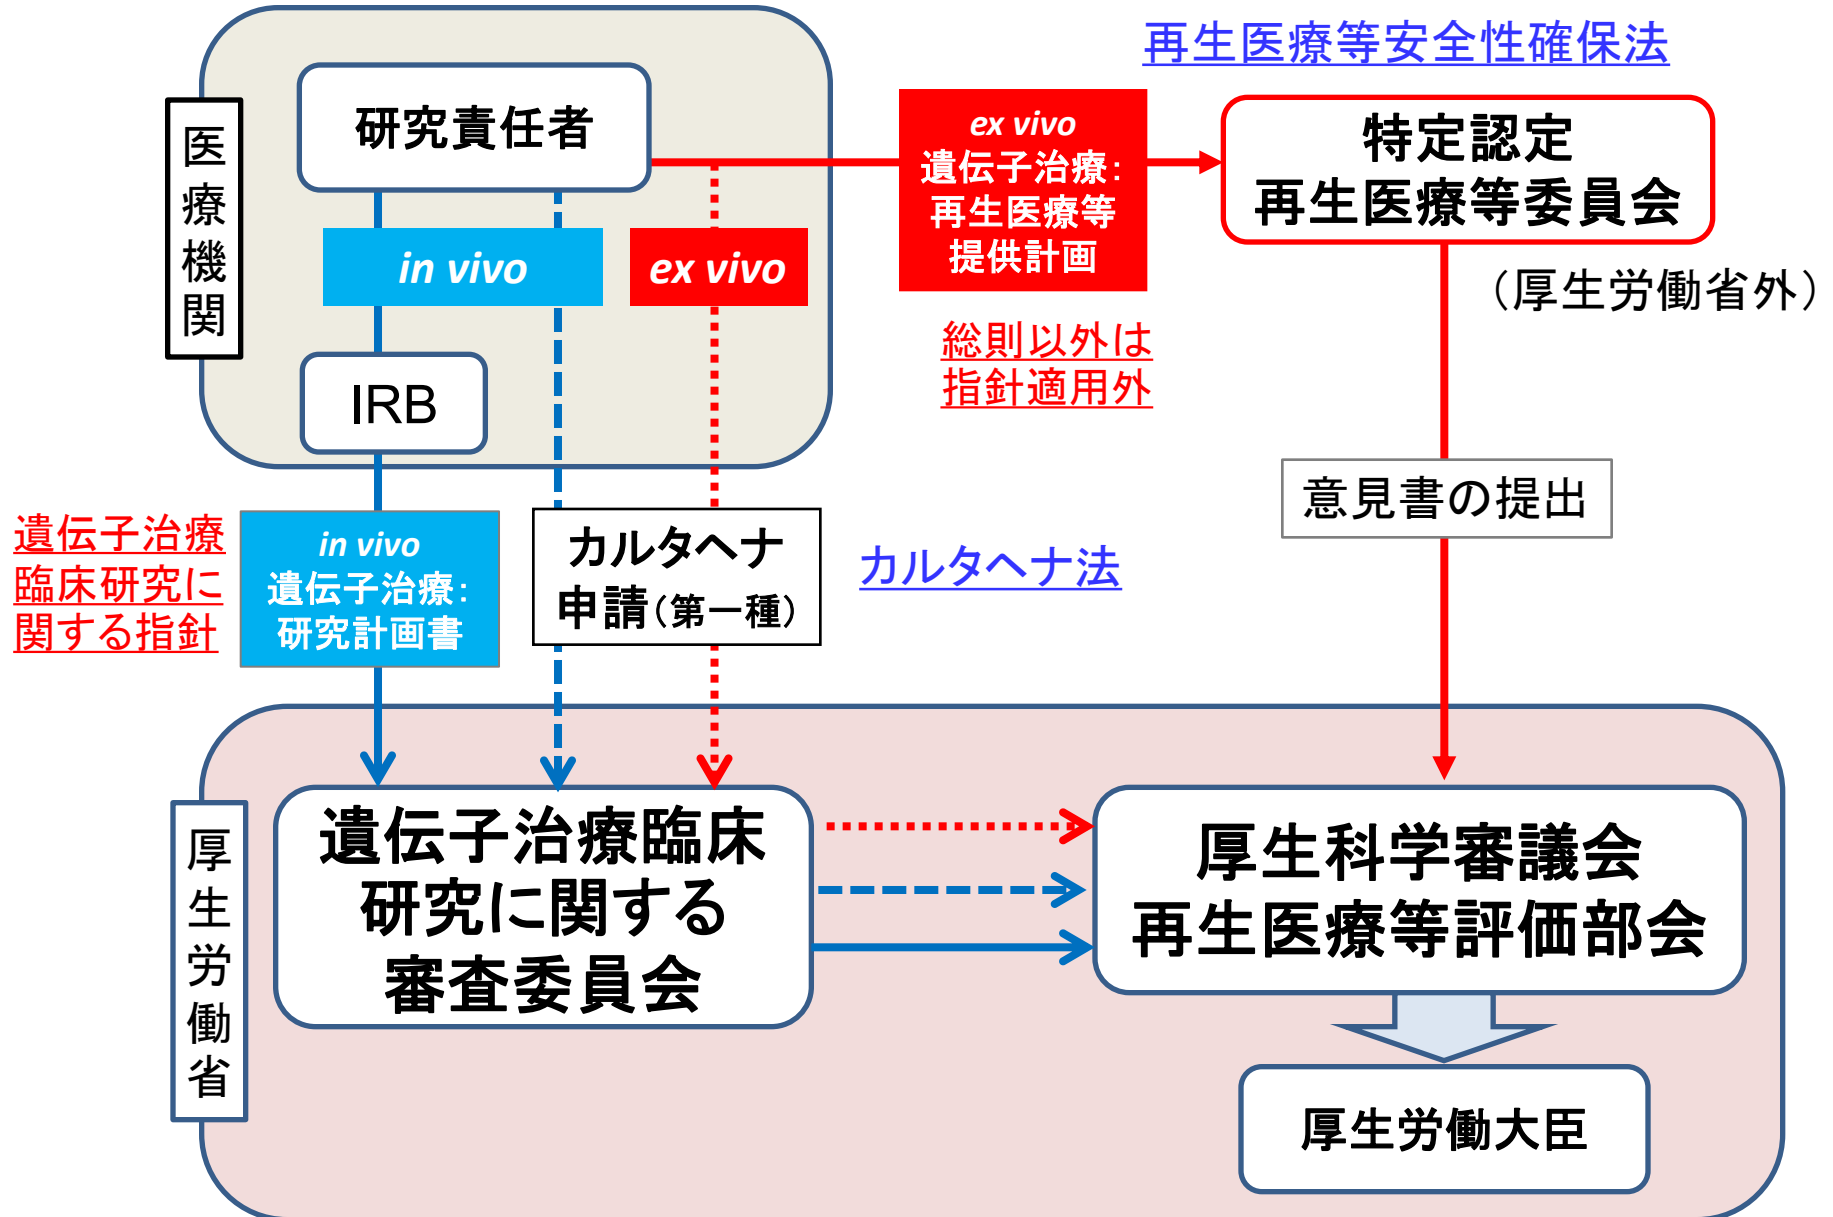 再生医療等安全性確保法
医療機関
研究責任者
ex vivo
遺伝子治療：
再生医療等
提供計画
特定認定
再生医療等委員会
（厚生労働省外）
in vivo
ex vivo
総則以外は
指針適用外
IRB
意見書の提出
遺伝子治療
臨床研究に
関する指針
in vivo
遺伝子治療：
研究計画書
カルタヘナ
申請（第一種）
カルタヘナ法
厚生労働省
遺伝子治療臨床
研究に関する
審査委員会
厚生科学審議会
再生医療等評価部会
厚生労働大臣